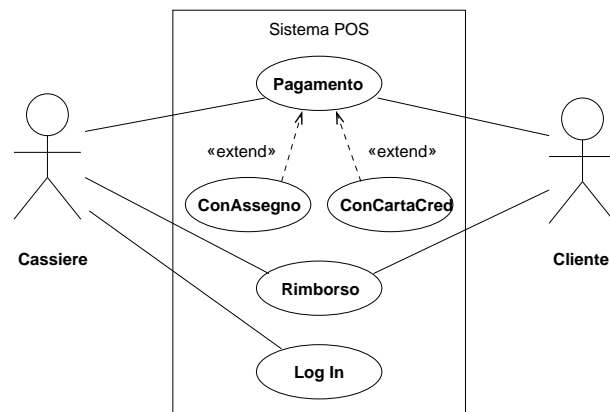 Sistema POS
Pagamento
«extend»
«extend»
ConAssegno
ConCartaCred
Cassiere
Cliente
Rimborso
Log In